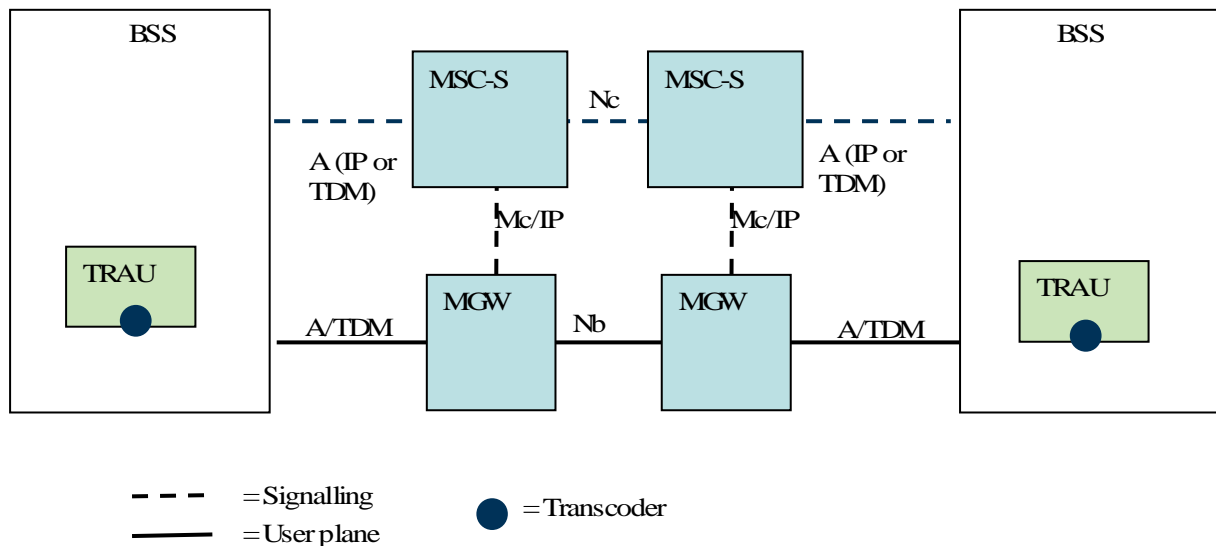 BSS
BSS
MSC-S
MSC-S
Nc
A (IP or
TDM)
A (IP or
TDM)
Mc/IP
Mc/IP
TRAU
TRAU
MGW
MGW
Nb
A/TDM
A/TDM
= Signalling
= Transcoder
= User plane